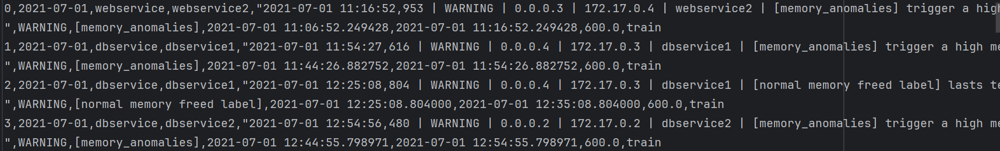 0,2021-07-01,webservice,webservice2,"2021-07-01 11:16:52,953 | WARNING | 0.0.0.3 | 172.17.0.4 | webservice2 | [memory_anomalies] trigger a high
",WARNING,[memory_anomalies],2021-07-01 11:06:52.249428,2021-07-01 11:16:52.249428,600.0,train
1,2021-07-01,dbservice,dbservice1,"2021-07-01 11:54:27,616 | WARNING | 0.0.0.4 | 172.17.0.3 | dbservice1 | [memory_anomalies] trigger a high me
",WARNING,[memory_anomalies],2021-07-01 11:44:26.882752,2021-07-01 11:54:26.882752,600.0,train
2,2021-07-01,dbservice,dbservice1,"2021-07-01 12:25:08,804 | WARNING | 0.0.0.4 | 172.17.0.3 | dbservice1 | [normal memory freed label] lasts te
",WARNING,[normal memory freed label],2021-07-01 12:25:08.804000,2021-07-01 12:35:08.804000,600.0,train
3,2021-07-01,dbservice,dbservice2,"2021-07-01 12:54:56,480 | WARNING | 0.0.0.2 | 172.17.0.2 | dbservice2 | [memory_anomalies] trigger a high me
",WARNING,[memory_anomalies],2021-07-01 12:44:55.798971,2021-07-01 12:54:55.798971,600.0,train